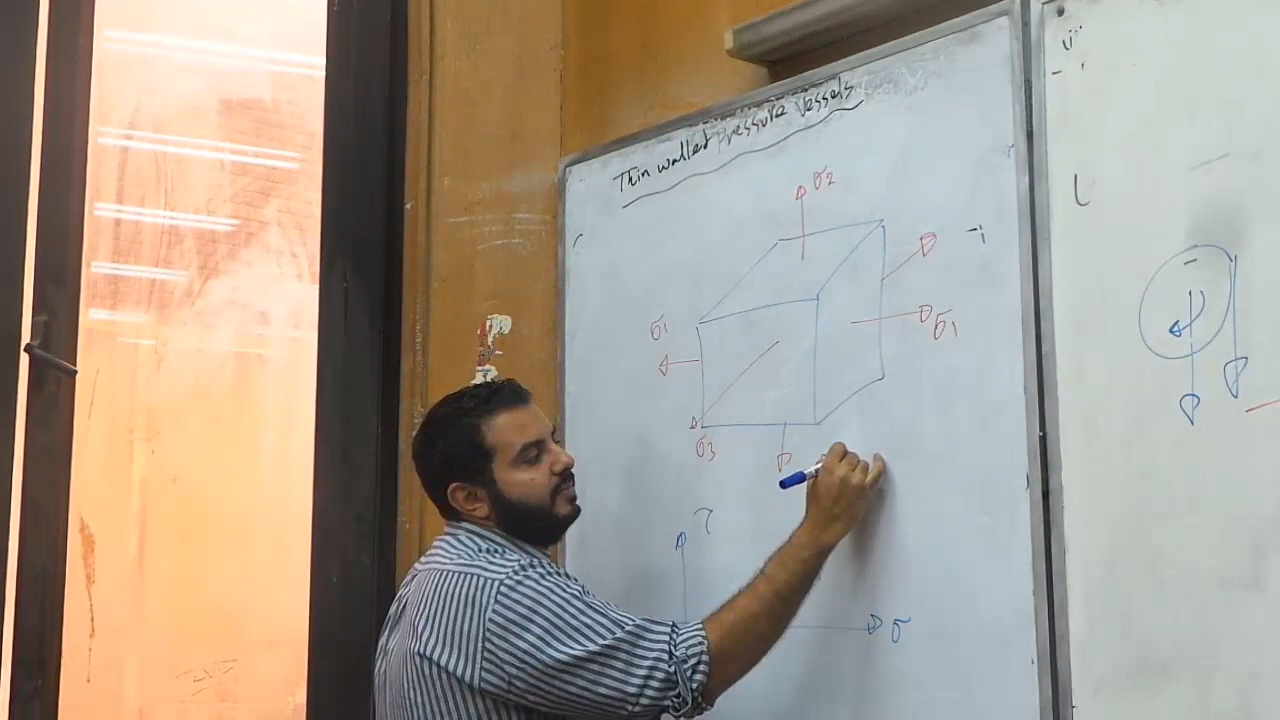 Thin walled Pressure Vessels
σ2
σ1
σ1
σ3
τ
σ